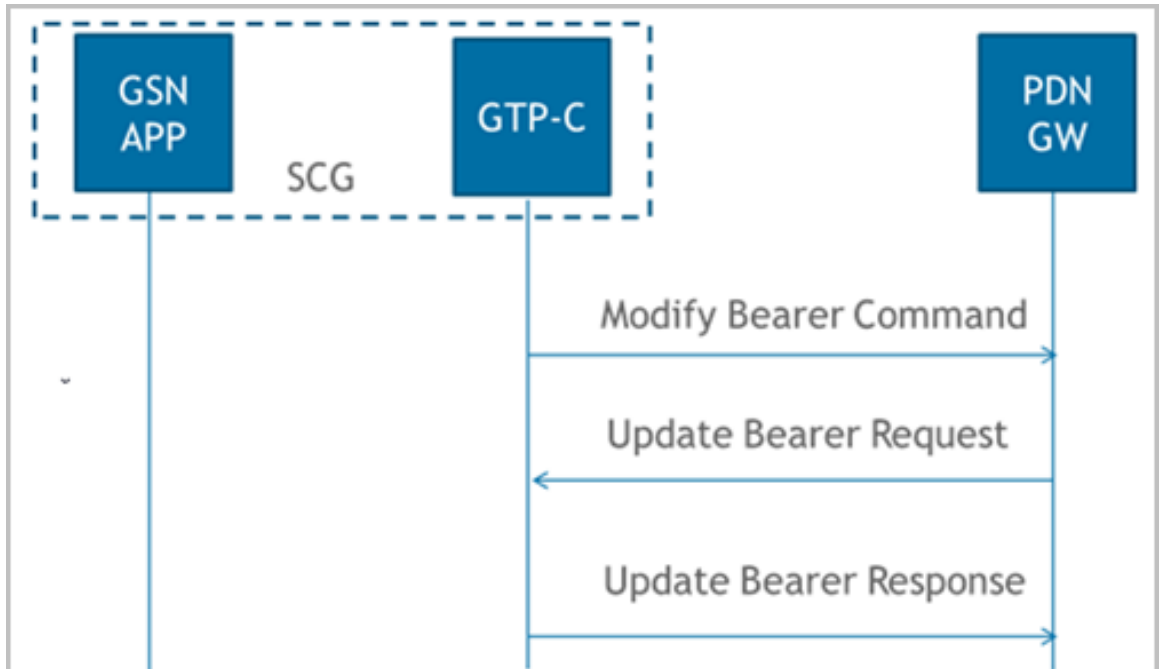 GSN
APP
SCG
GTP-C
PDN
GW
Modify Bearer Command
Update Bearer Request
Update Bearer Response